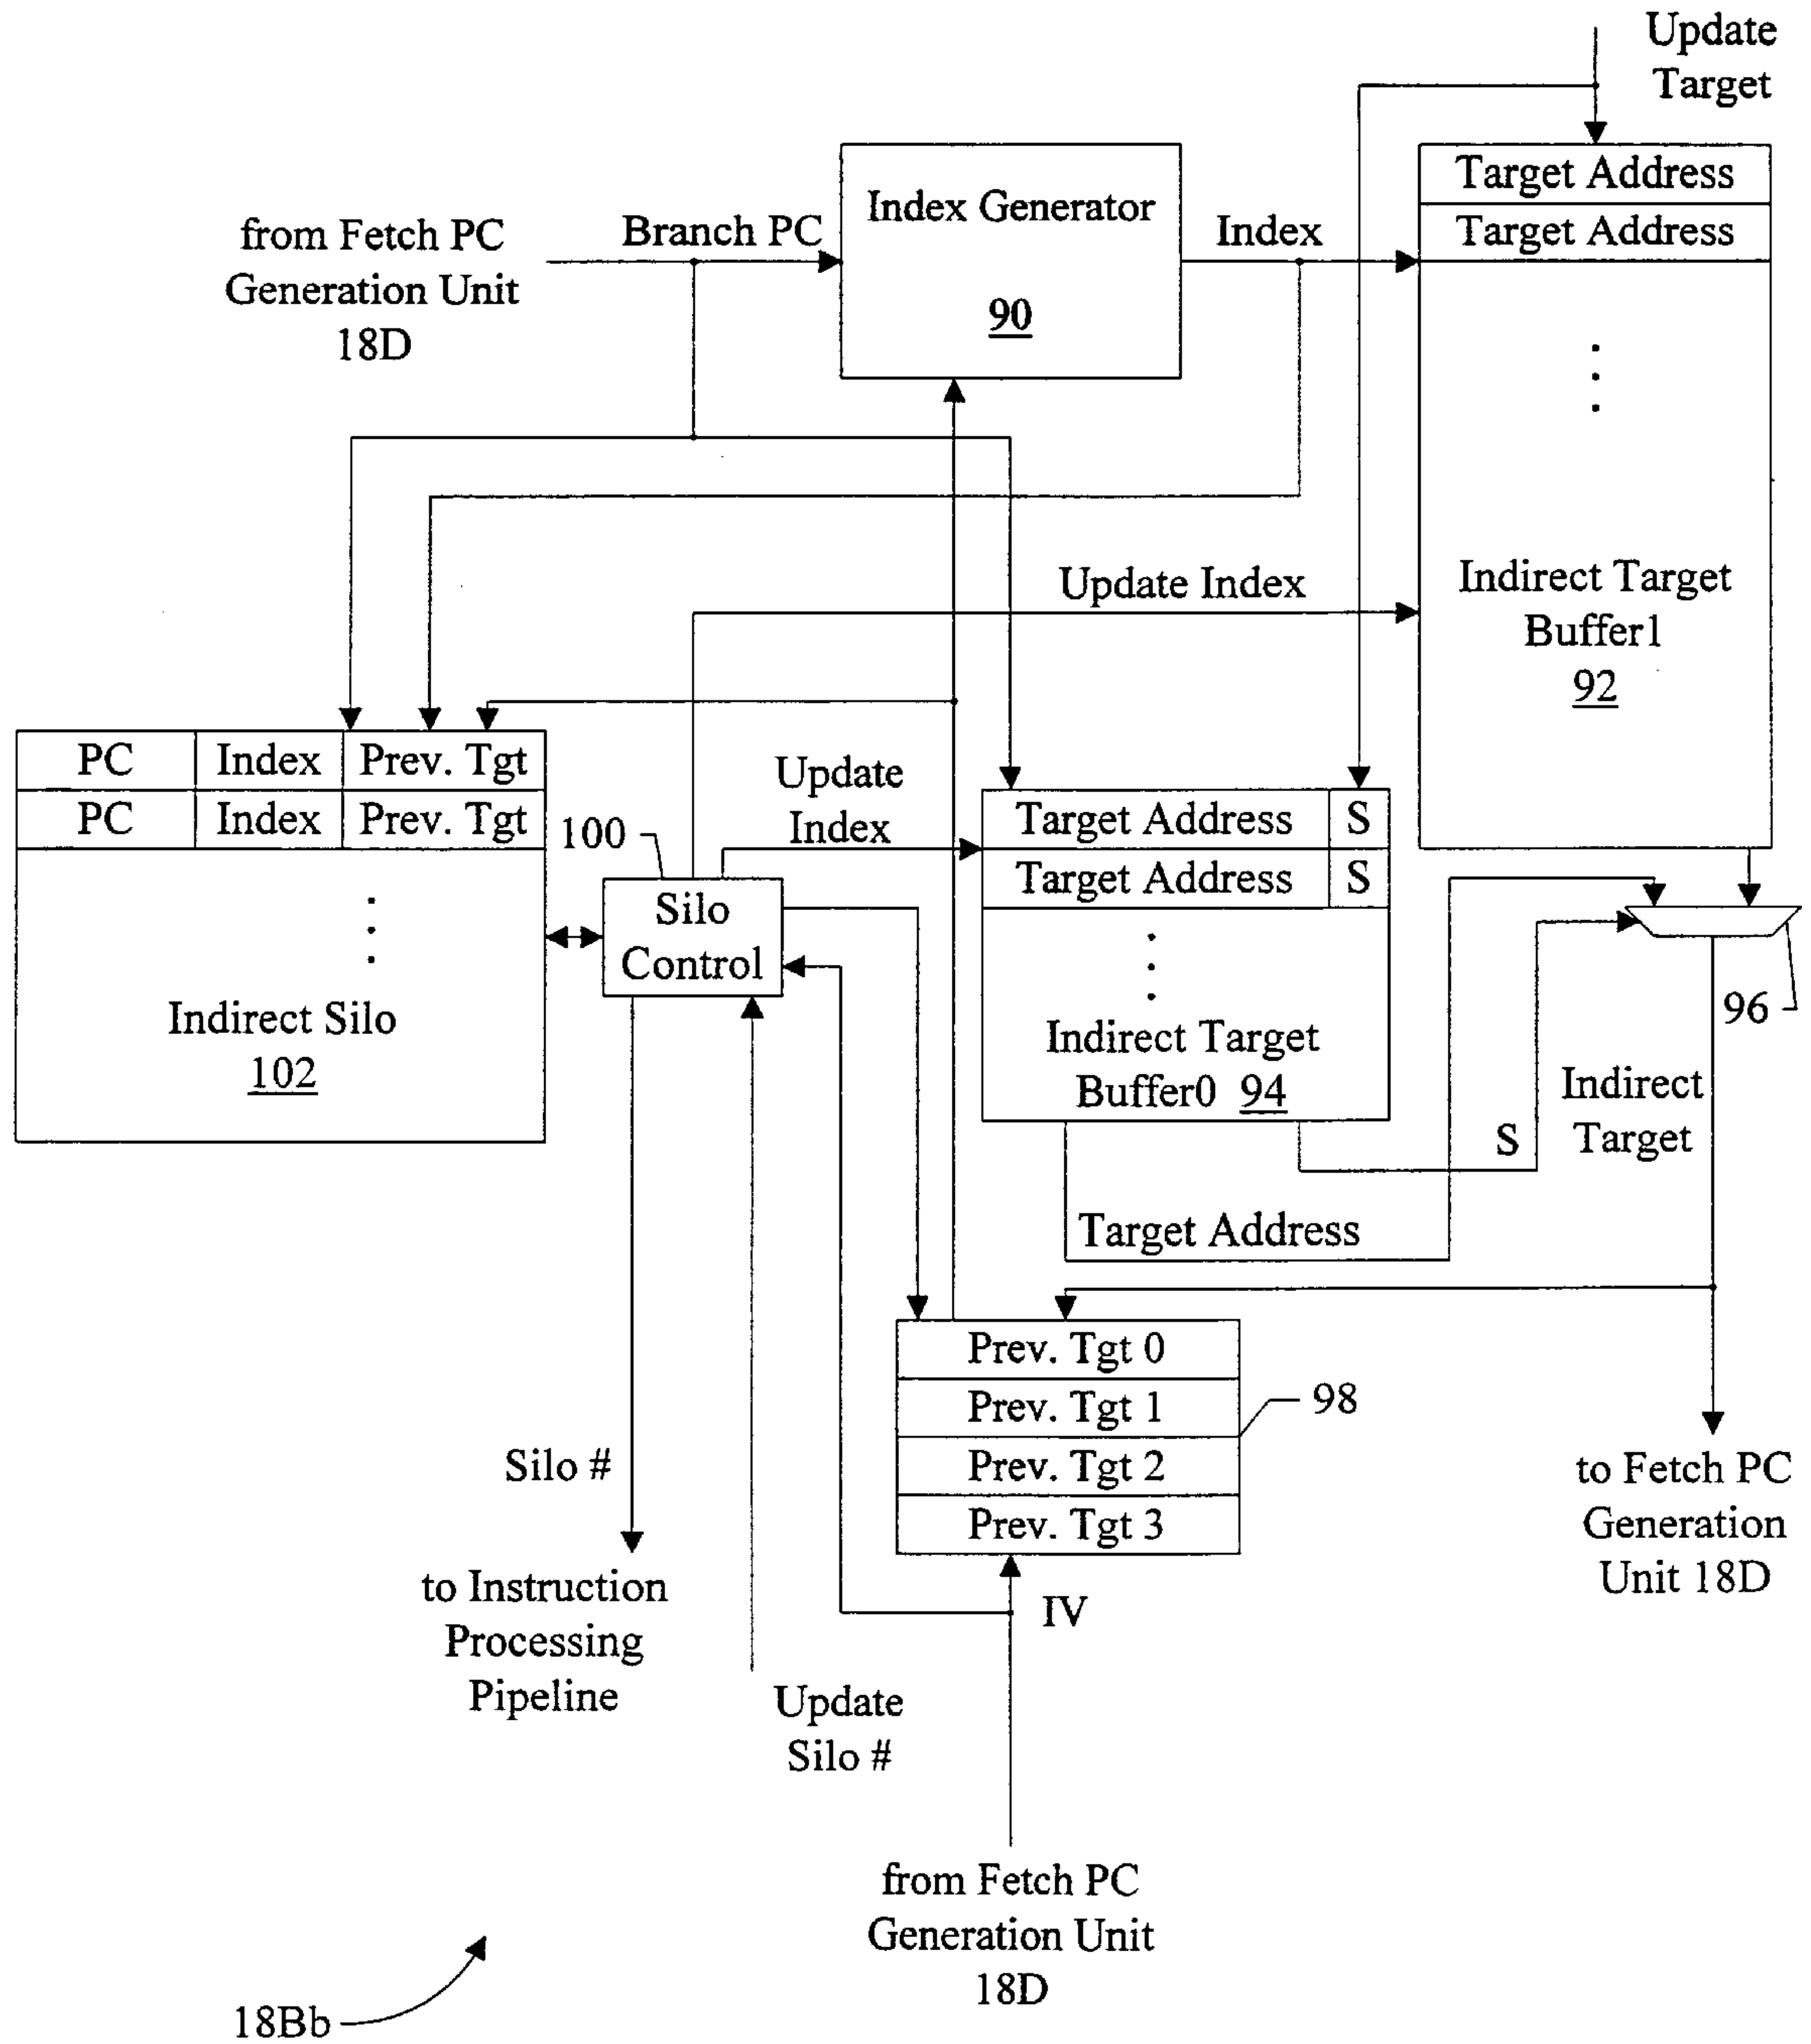 Update
Target
Target Address
Target Address
Index Generator
90
from Fetch PC
Generation Unit
18D
Branch PC
Index
Update Index
Indirect Target
Buffer1
92
PC Index Prev. Tgt
PC Index Prev. Tgt
Indirect Silo
102
100
Update
Index
Silo
Control
Target Address S
Target Address S
Indirect Target
Buffer0 94
96
Indirect
Target
S
Target Address
Prev. Tgt 0
Prev. Tgt 1
Prev. Tgt 2
Prev. Tgt 3
98
Silo #
to Instruction
Processing
Pipeline
Update
Silo #
IV
to Fetch PC
Generation
Unit 18D
from Fetch PC
Generation Unit
18D
18Bb